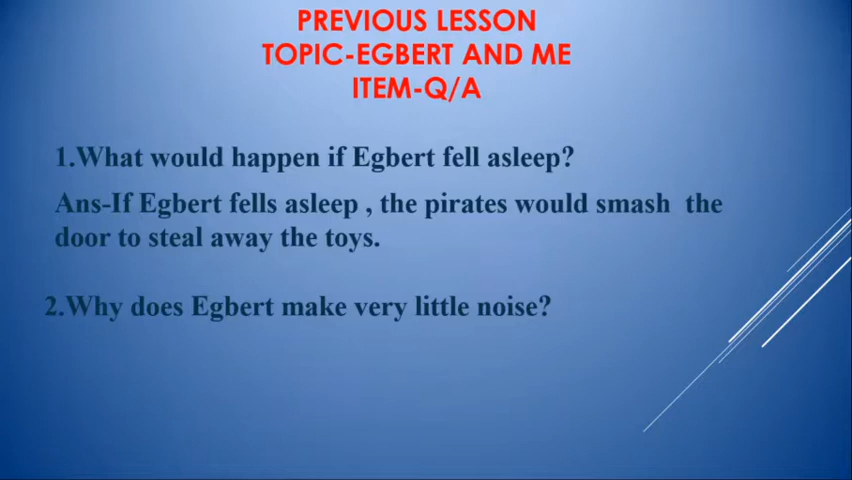 PREVIOUS LESSON
TOPIC-EGBERT AND ME
ITEM-Q/A
1.What would happen if Egbert fell asleep?
Ans-If Egbert fells asleep , the pirates would smash the
door to steal away the toys.
2.Why does Egbert make very little noise?